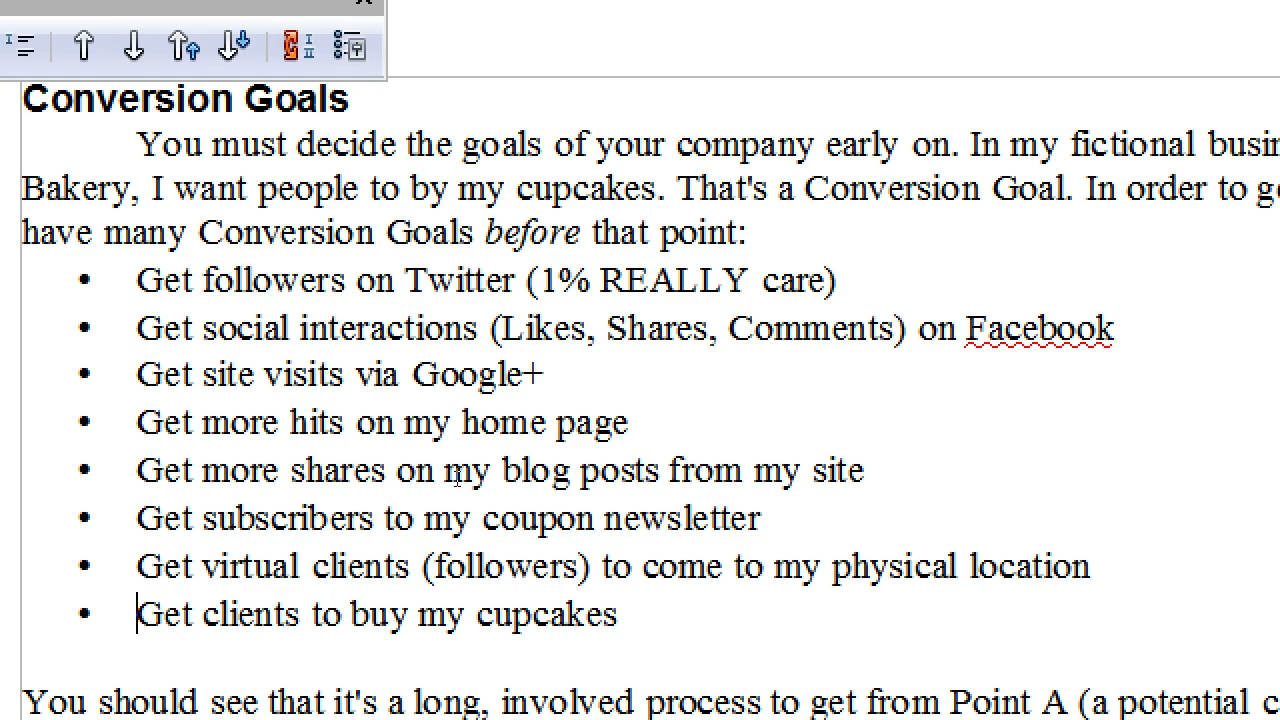 Conversion Goals
You must decide the goals of your company early on. In my fictional
Bakery, I want people to by my cupcakes. That's a Conversion Goal. In order to
have many Conversion Goals before that point:
• Get followers on Twitter (1% REALLY care)
• Get social interactions (Likes, Shares, Comments) on Facebook
• Get site visits via Google+
• Get more hits on my home page
• Get more shares on my blog posts from my site
• Get subscribers to my coupon newsletter
• Get virtual clients (followers) to come to my physical location
• Get clients to buy my cupcakes
You should see that it's a long, involved process to get from Point A (a potential